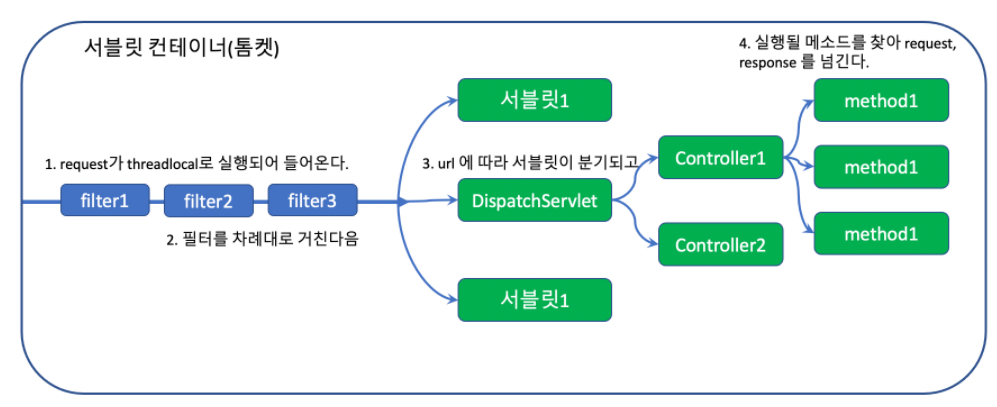 서블릿 컨테이너(톰켓)
1. request가 threadlocal로 실행되어 들어온다.
filter1
filter2
filter3
2. 필터를 차례대로 거친다음
서블릿1
3. url 에 따라 서블릿이 분기되고
DispatchServlet
서블릿1
Controller1
Controller2
4. 실행될 메소드를 찾아 request,
response 를 넘긴다.
method1
method1
method1